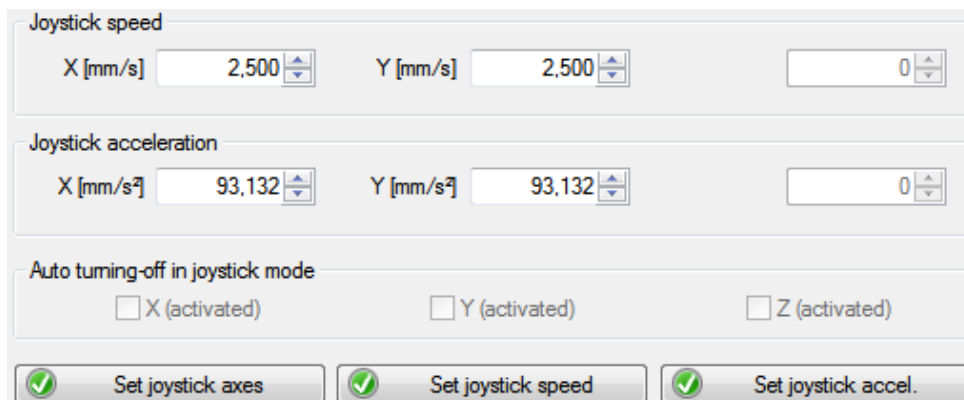 Joystick speed
X [mm/s] 2,500 Y [mm/s] 2,500 0
Joystick acceleration
X [mm/s²] 93,132 Y [mm/s²] 93,132 0
Auto turning-off in joystick mode
X (activated) Y (activated) Z (activated)
Set joystick axes Set joystick speed Set joystick accel.